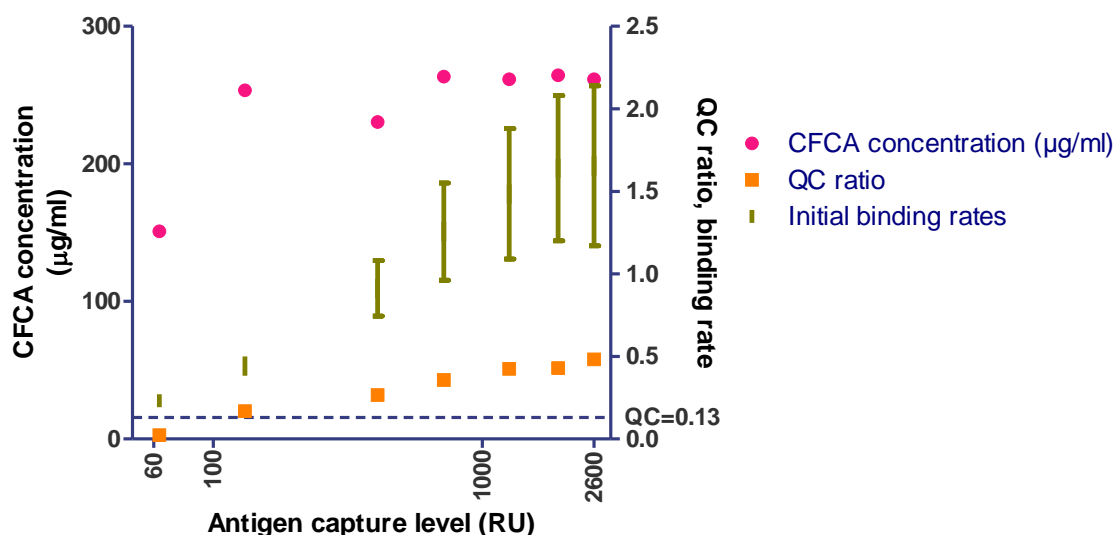 CFCA concentration
(µg/ml)
300
200
100
0
2.5
2.0
1.5
1.0
0.5
0.0
QC=0.13
QC ratio, binding rate
60
100
1000
2600
Antigen capture level (RU)
CFCA concentration (µg/ml)
QC ratio
Initial binding rates